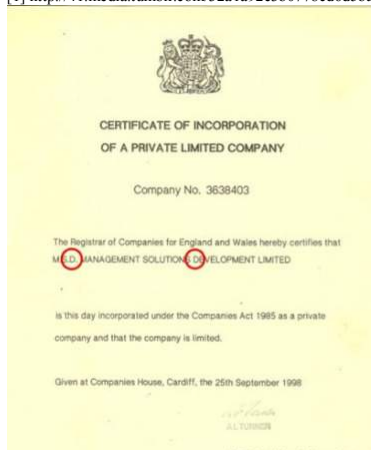 CERTIFICATE OF INCORPORATION
OF A PRIVATE LIMITED COMPANY
Company No. 3638403
The Registrar of Companies for England and Wales hereby certifies that
MANAGEMENT SOLUTIONS DEVELOPMENT LIMITED
is this day incorporated under the Companies Act 1985 as a private
company and that the company is limited.
Given at Companies House, Cardiff, the 25th September 1998